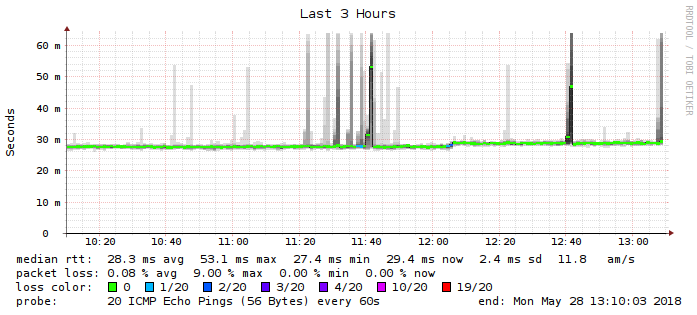 Last 3 Hours
RRDTOOL / TOBI OETIKER
Seconds
60 m
50 m
40 m
30 m
20 m
10 m
0
10:20 10:40 11:00 11:20 11:40 12:00 12:20 12:40 13:00
median rtt: 28.3 ms avg 53.1 ms max 27.4 ms min 29.4 ms now 2.4 ms sd 11.8 am/s
packet loss: 0.08 % avg 9.00 % max 0.00 % min 0.00 % now
loss color: 0 1/20 2/20 3/20 4/20 10/20 19/20
probe: 20 ICMP Echo Pings (56 Bytes) every 60s end: Mon May 28 13:10:03 2018